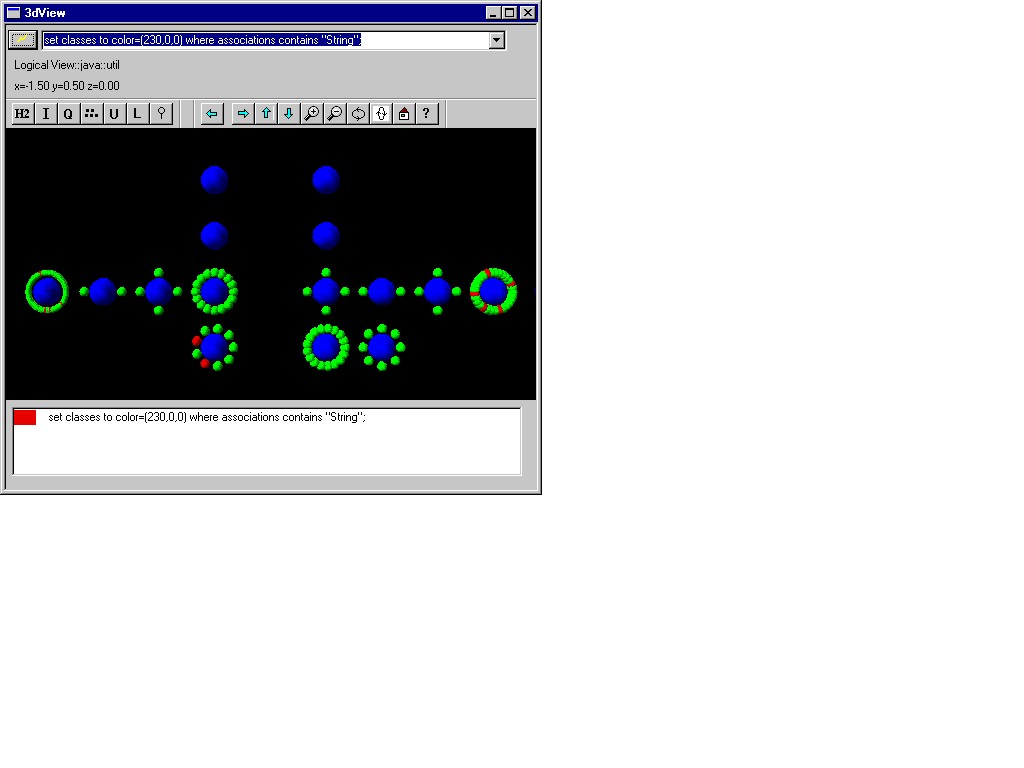 3dView
set classes to color=(230,0,0) where associations contains "String";
Logical View::java::util
x=-1.50 y=0.50 z=0.00
H2 I Q U L ?
set classes to color=(230,0,0) where associations contains "String";